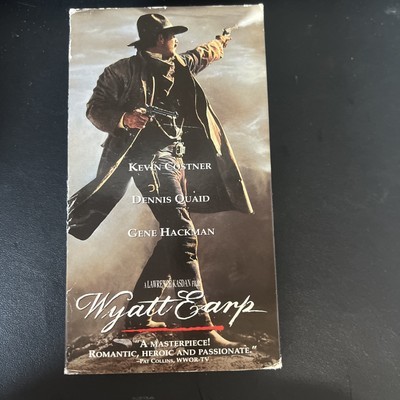 KEVIN COSTNER
DENNIS QUAID
GENE HACKMAN
A LAWRENCE KASDAN FILM
Wyatt Earp
"A MASTERPIECE!
ROMANTIC, HEROIC AND PASSIONATE."
-PAT COLLINS, WWOR-TV